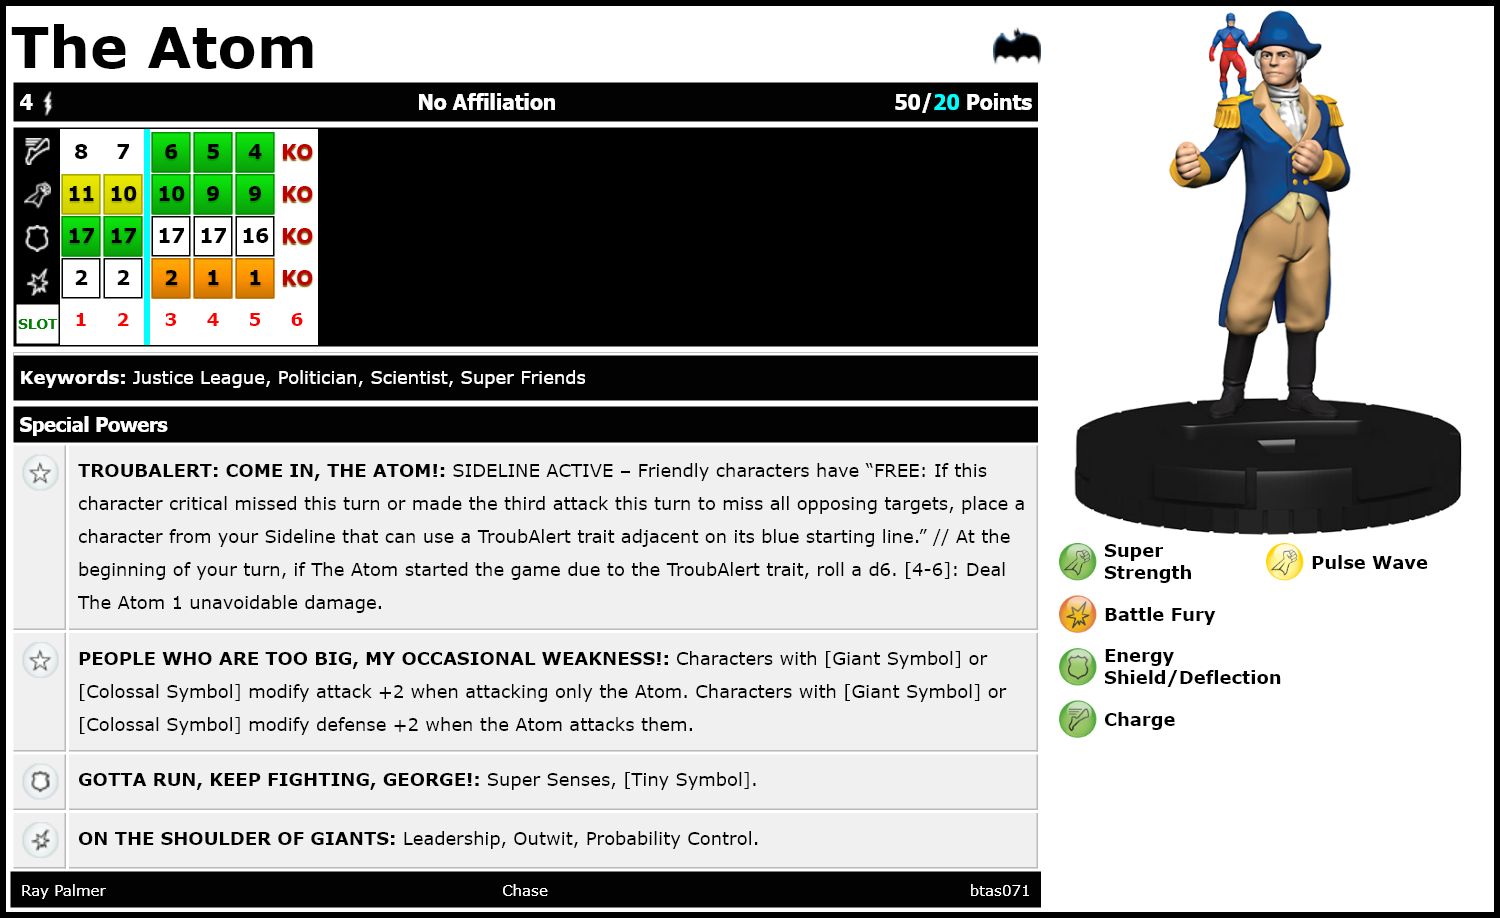 The Atom
4 No Affiliation 50/20 Points
8 7 6 5 4 KO
11 10 10 9 9 KO
17 17 17 17 16 KO
2 2 2 1 1 KO
SLOT 1 2 3 4 5 6
Keywords: Justice League, Politician, Scientist, Super Friends
Special Powers
TROUBALERT: COME IN, THE ATOM!: SIDELINE ACTIVE – Friendly characters have “FREE: If this
character critical missed this turn or made the third attack this turn to miss all opposing targets, place a
character from your Sideline that can use a TroubAlert trait adjacent on its blue starting line.” // At the
beginning of your turn, if The Atom started the game due to the TroubAlert trait, roll a d6. [4-6]: Deal
The Atom 1 unavoidable damage.
PEOPLE WHO ARE TOO BIG, MY OCCASIONAL WEAKNESS!: Characters with [Giant Symbol] or
[Colossal Symbol] modify attack +2 when attacking only the Atom. Characters with [Giant Symbol] or
[Colossal Symbol] modify defense +2 when the Atom attacks them.
GOTTA RUN, KEEP FIGHTING, GEORGE!: Super Senses, [Tiny Symbol].
ON THE SHOULDER OF GIANTS: Leadership, Outwit, Probability Control.
Ray Palmer Chase btas071
Super
Strength
Pulse Wave
Battle Fury
Energy
Shield/Deflection
Charge